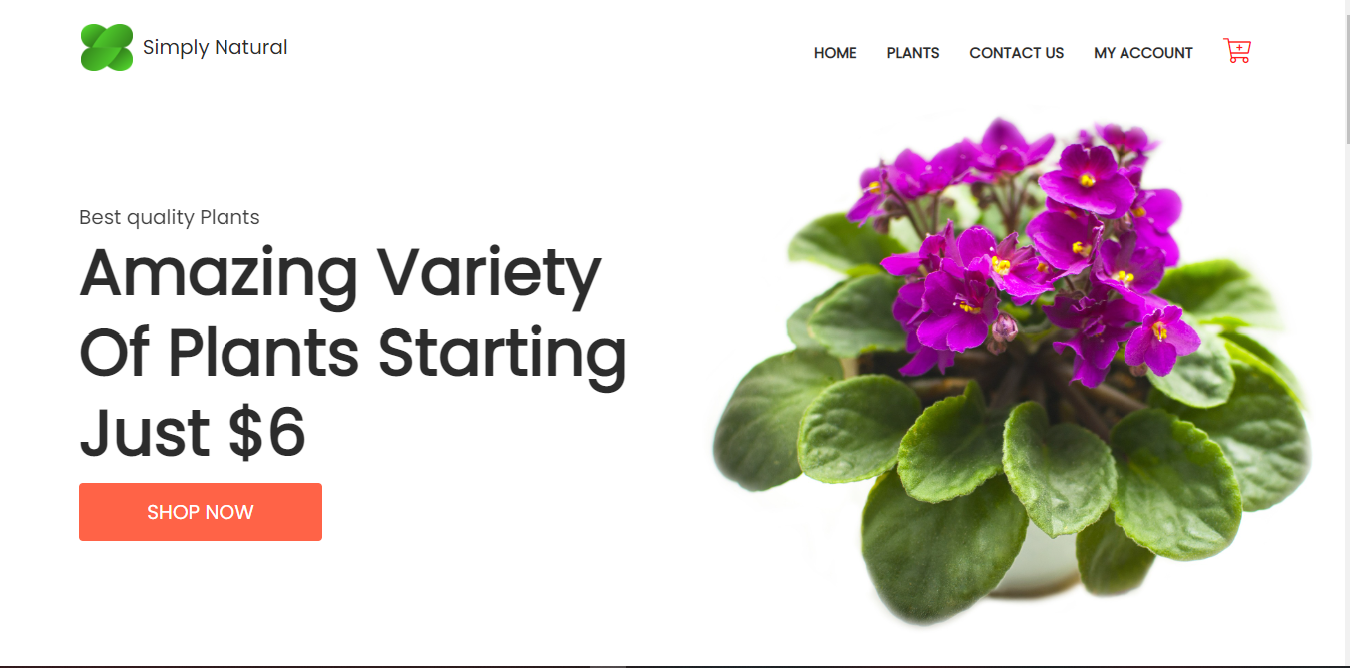 Simply Natural
HOME PLANTS CONTACT US MY ACCOUNT
Best quality Plants
Amazing Variety
Of Plants Starting
Just $6
SHOP NOW